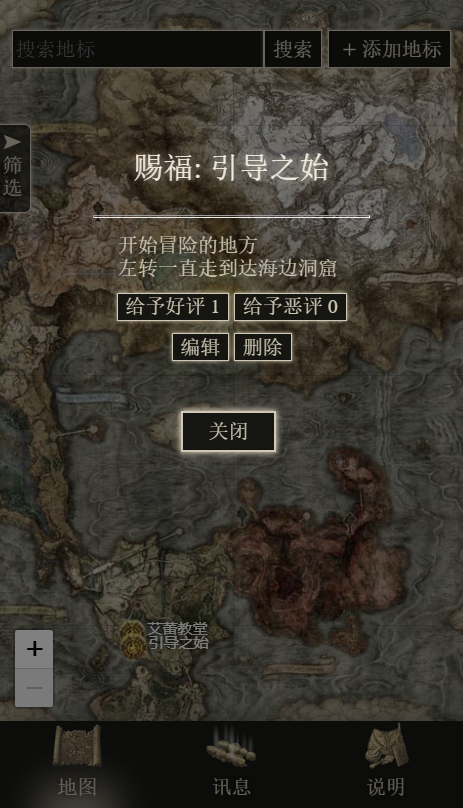 搜索地标
搜索
＋添加地标
筛选
赐福: 引导之始
开始冒险的地方
左转一直走到达海边洞窟
给予好评 1
给予恶评 0
编辑
删除
关闭
艾蕾教堂
引导之始
+
−
地图
讯息
说明